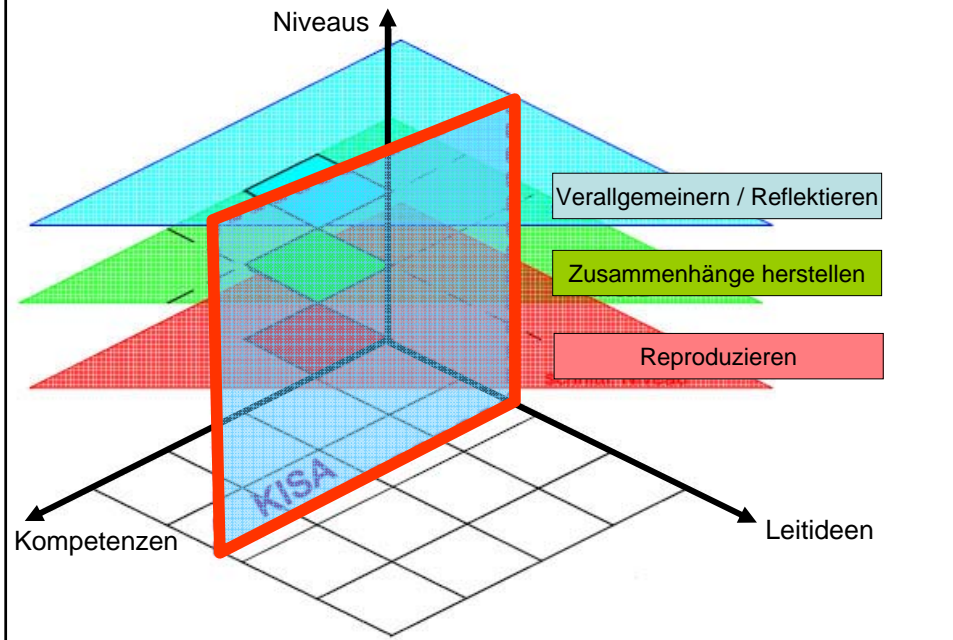 Niveaus
Verallgemeinern / Reflektieren
Zusammenhänge herstellen
Reproduzieren
KISA
Kompetenzen
Leitideen